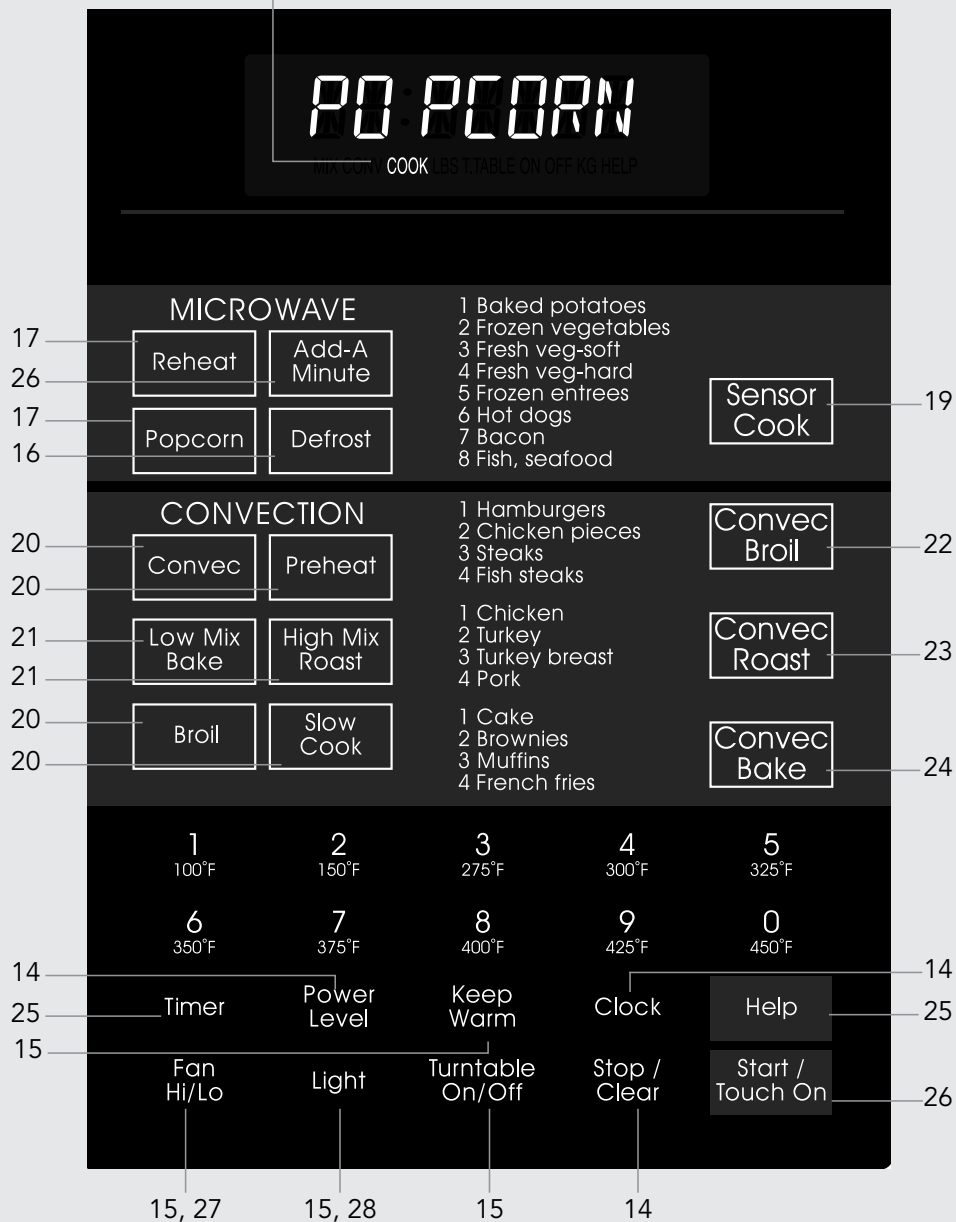 PO PCORN
MIX CONV COOK LBS T.TABLE ON OFF KG HELP
MICROWAVE
17
Reheat
26
Add-A
Minute
17
Popcorn
16
Defrost
1 Baked potatoes
2 Frozen vegetables
3 Fresh veg-soft
4 Fresh veg-hard
5 Frozen entrees
6 Hot dogs
7 Bacon
8 Fish, seafood
Sensor
Cook
19
CONVECTION
20
Convec
20
Preheat
21
Low Mix
Bake
21
High Mix
Roast
20
Broil
20
Slow
Cook
1 Hamburgers
2 Chicken pieces
3 Steaks
4 Fish steaks
Convec
Broil
22
1 Chicken
2 Turkey
3 Turkey breast
4 Pork
Convec
Roast
23
1 Cake
2 Brownies
3 Muffins
4 French fries
Convec
Bake
24
1
100°F
2
150°F
3
275°F
4
300°F
5
325°F
6
350°F
7
375°F
8
400°F
9
425°F
0
450°F
14
25
15
Timer
Power
Level
Keep
Warm
Clock
Help
14
25
Fan
Hi/Lo
Light
Turntable
On/Off
Stop /
Clear
Start /
Touch On
26
15, 27
15, 28
15
14